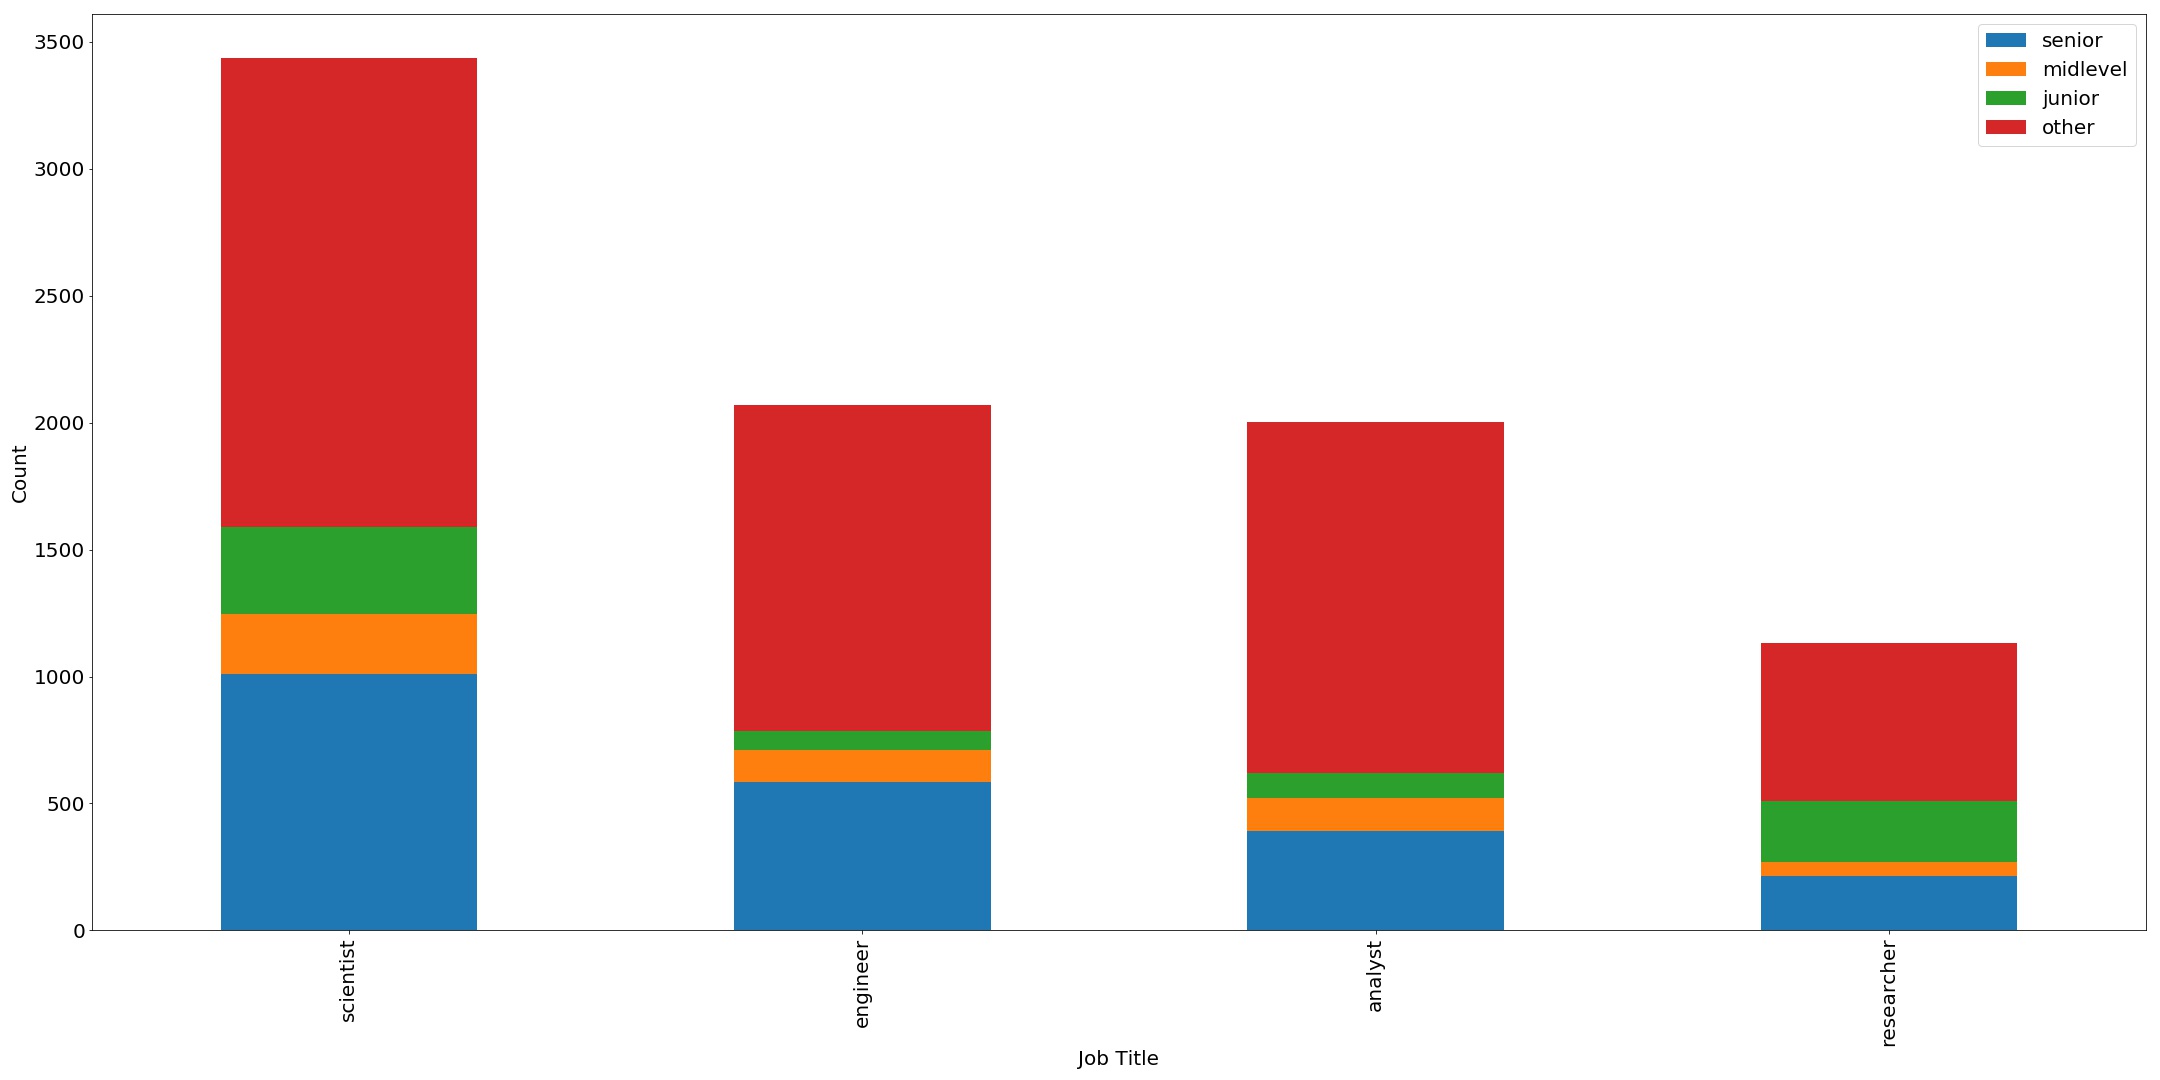 3500
3000
2500
2000
1500
1000
500
0
Count
senior
midlevel
junior
other
scientist
engineer
analyst
researcher
Job Title